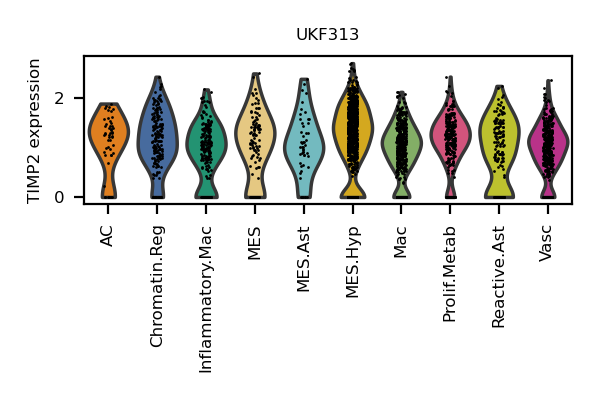 UKF313
TIMP2 expression
2
0
AC
Chromatin.Reg
Inflammatory.Mac
MES
MES.Ast
MES.Hyp
Mac
Prolif.Metab
Reactive.Ast
Vasc